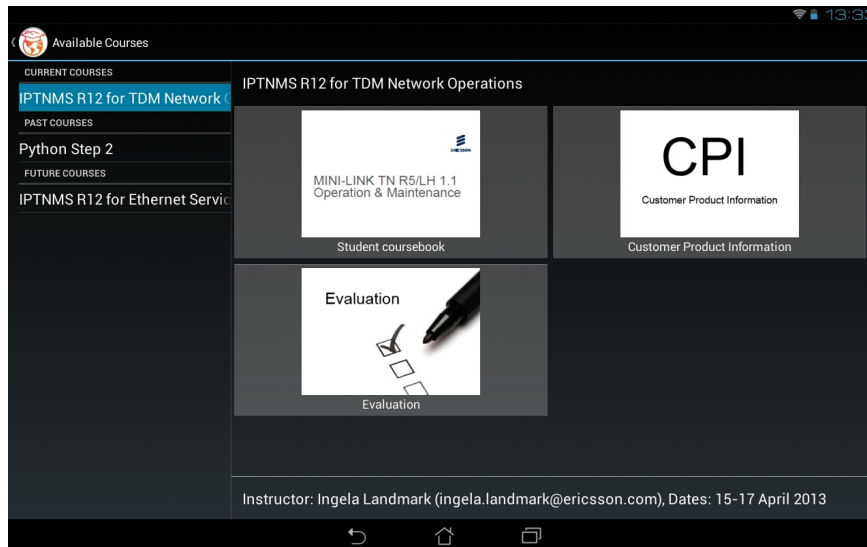 13:33
Available Courses
CURRENT COURSES
IPTNMS R12 for TDM Network
PAST COURSES
Python Step 2
FUTURE COURSES
IPTNMS R12 for Ethernet Servic
IPTNMS R12 for TDM Network Operations
ERICSSON
MINI-LINK TN R5/LH 1.1
Operation & Maintenance
Student coursebook
CPI
Customer Product Information
Customer Product Information
Evaluation
Evaluation
Instructor: Ingela Landmark (ingela.landmark@ericsson.com), Dates: 15-17 April 2013